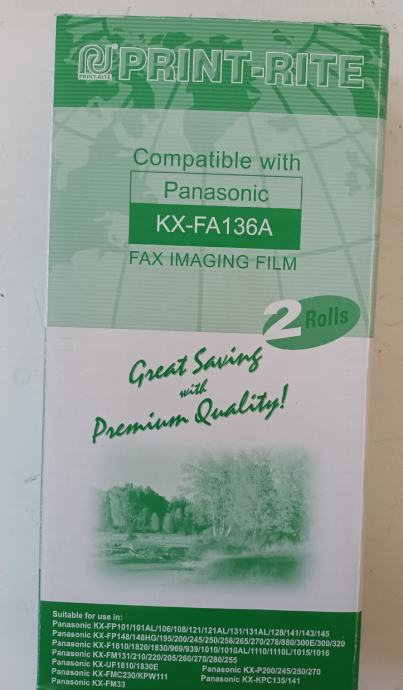 PRINT-RITE
PRINT-RITE
Compatible with
Panasonic
KX-FA136A
FAX IMAGING FILM
2 Rolls
Great Saving
with
Premium Quality!
Suitable for use in:
Panasonic KX-FP101/101AL/106/108/121/121AL/131/131AL/128/141/143/145
Panasonic KX-FP148/148HG/195/200/245/250/258/265/270/278/880/300E/300/320
Panasonic KX-F1810/1820/1830/969/939/1010/1010AL/1110/1110L/1015/1016
Panasonic KX-FM131/210/220/205/260/270/280/255
Panasonic KX-UF1810/1830E Panasonic KX-P200/245/250/270
Panasonic KX-FMC230/KPW111 Panasonic KX-KPC135/141
Panasonic KX-FM33